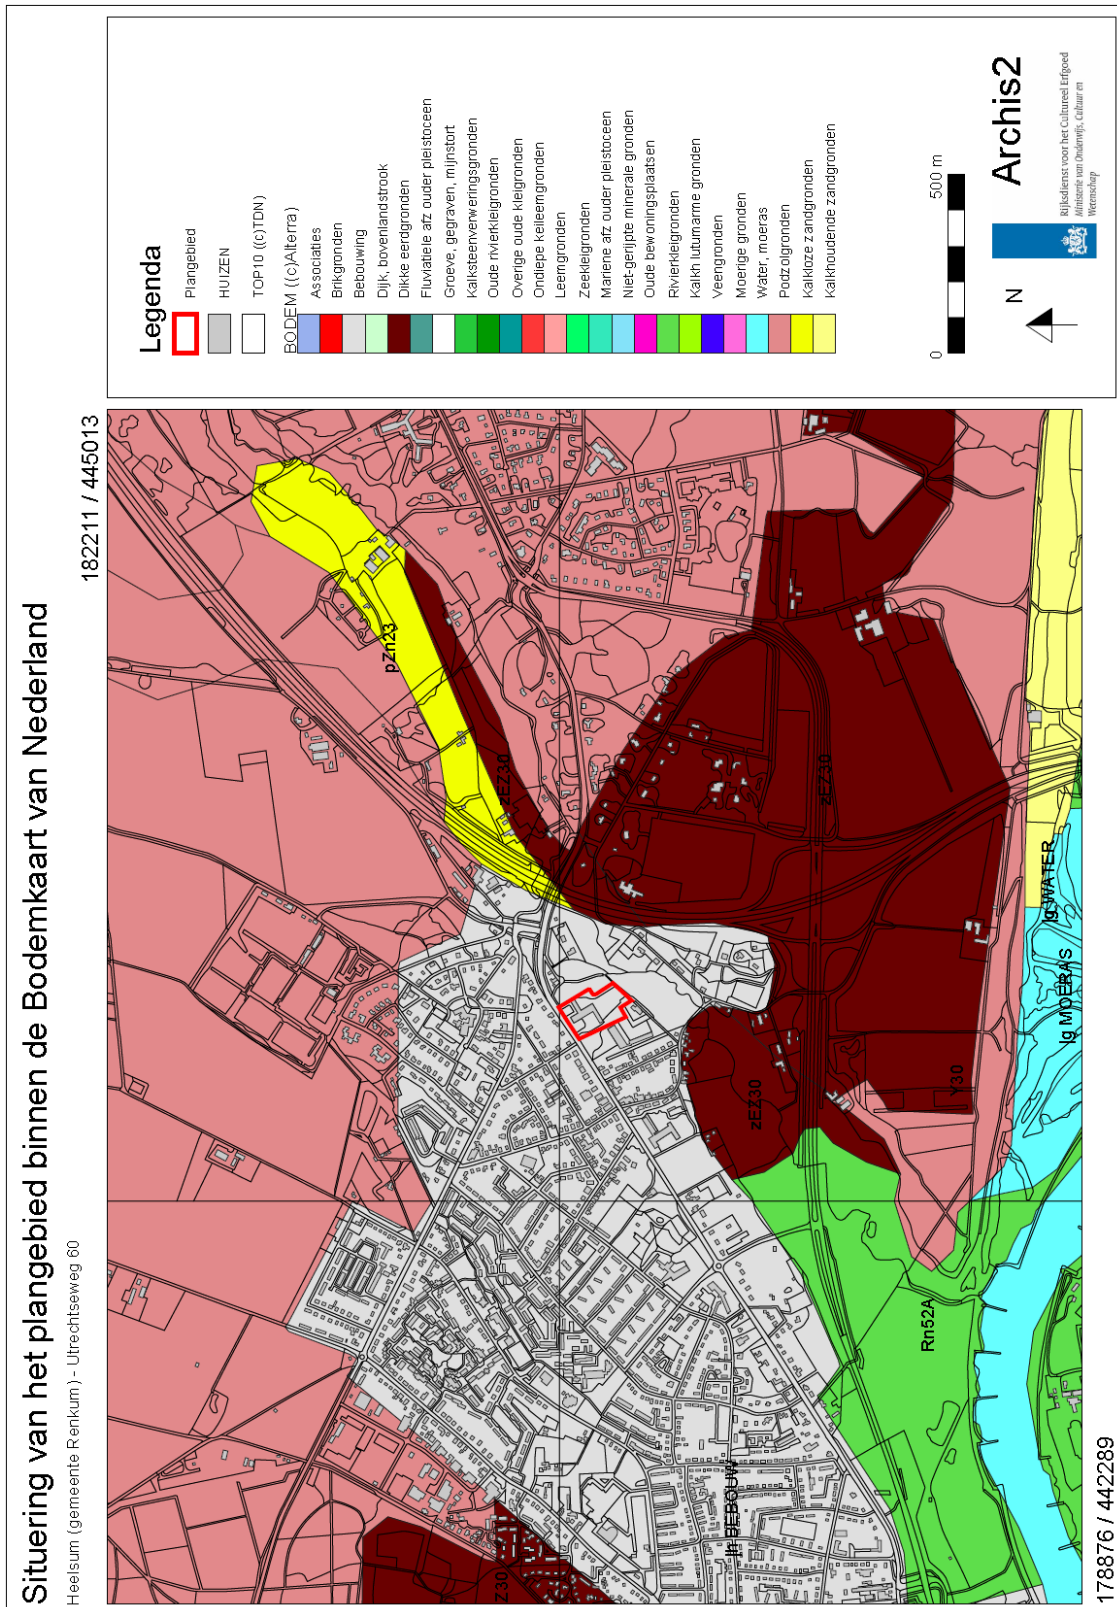 Situering van het plangebied binnen de Bodemkaart van Nederland
Heelsum (gemeente Renkum) - Utrechtseweg 60
182211 / 445013
pZn23
zEZ30
zEZ30
zEZ30
Y30
lg WATER
lg MOERAS
Rn52A
lh BEBOUW
Z30
178876 / 442289
Legenda
Plangebied
HUIZEN
TOP10 ((c)TDN)
BODEM ((c)Alterra)
Associaties
Brikgronden
Bebouwing
Dijk, bovenlandstrook
Dikke eerdgronden
Fluviatiele afz ouder pleistoceen
Groeve, gegraven, mijnstort
Kalksteenverweringsgronden
Oude rivierkleigronden
Overige oude kleigronden
Ondiepe keileemgronden
Leemgronden
Zeekleigronden
Mariene afz ouder pleistoceen
Niet-gerijpte minerale gronden
Oude bewoningsplaatsen
Rivierkleigronden
Kalkh lutumarme gronden
Veengronden
Moerige gronden
Water, moeras
Podzolgronden
Kalkloze zandgronden
Kalkhoudende zandgronden
0
500 m
N
Archis2
Rijksdienst voor het Cultureel Erfgoed
Ministerie van Onderwijs, Cultuur en
Wetenschap